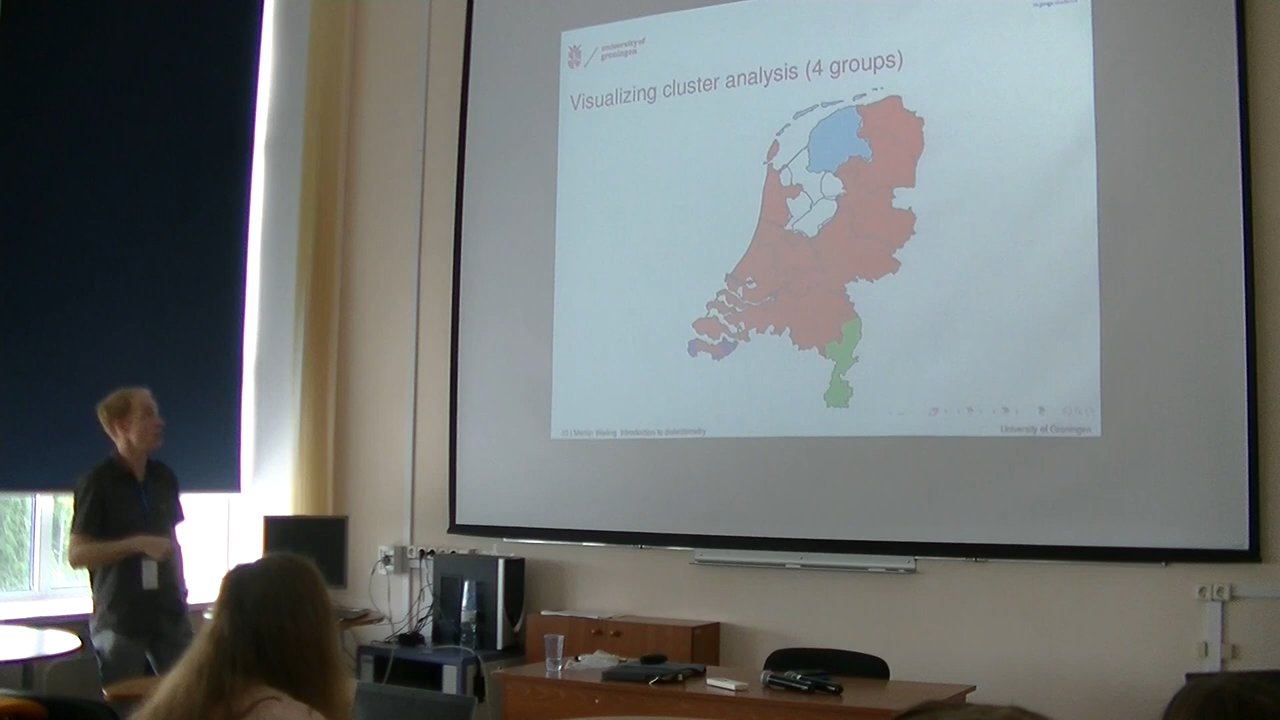 university of
groningen
Visualizing cluster analysis (4 groups)
Martijn Wieling Introduction to dialectometry
University of Groningen